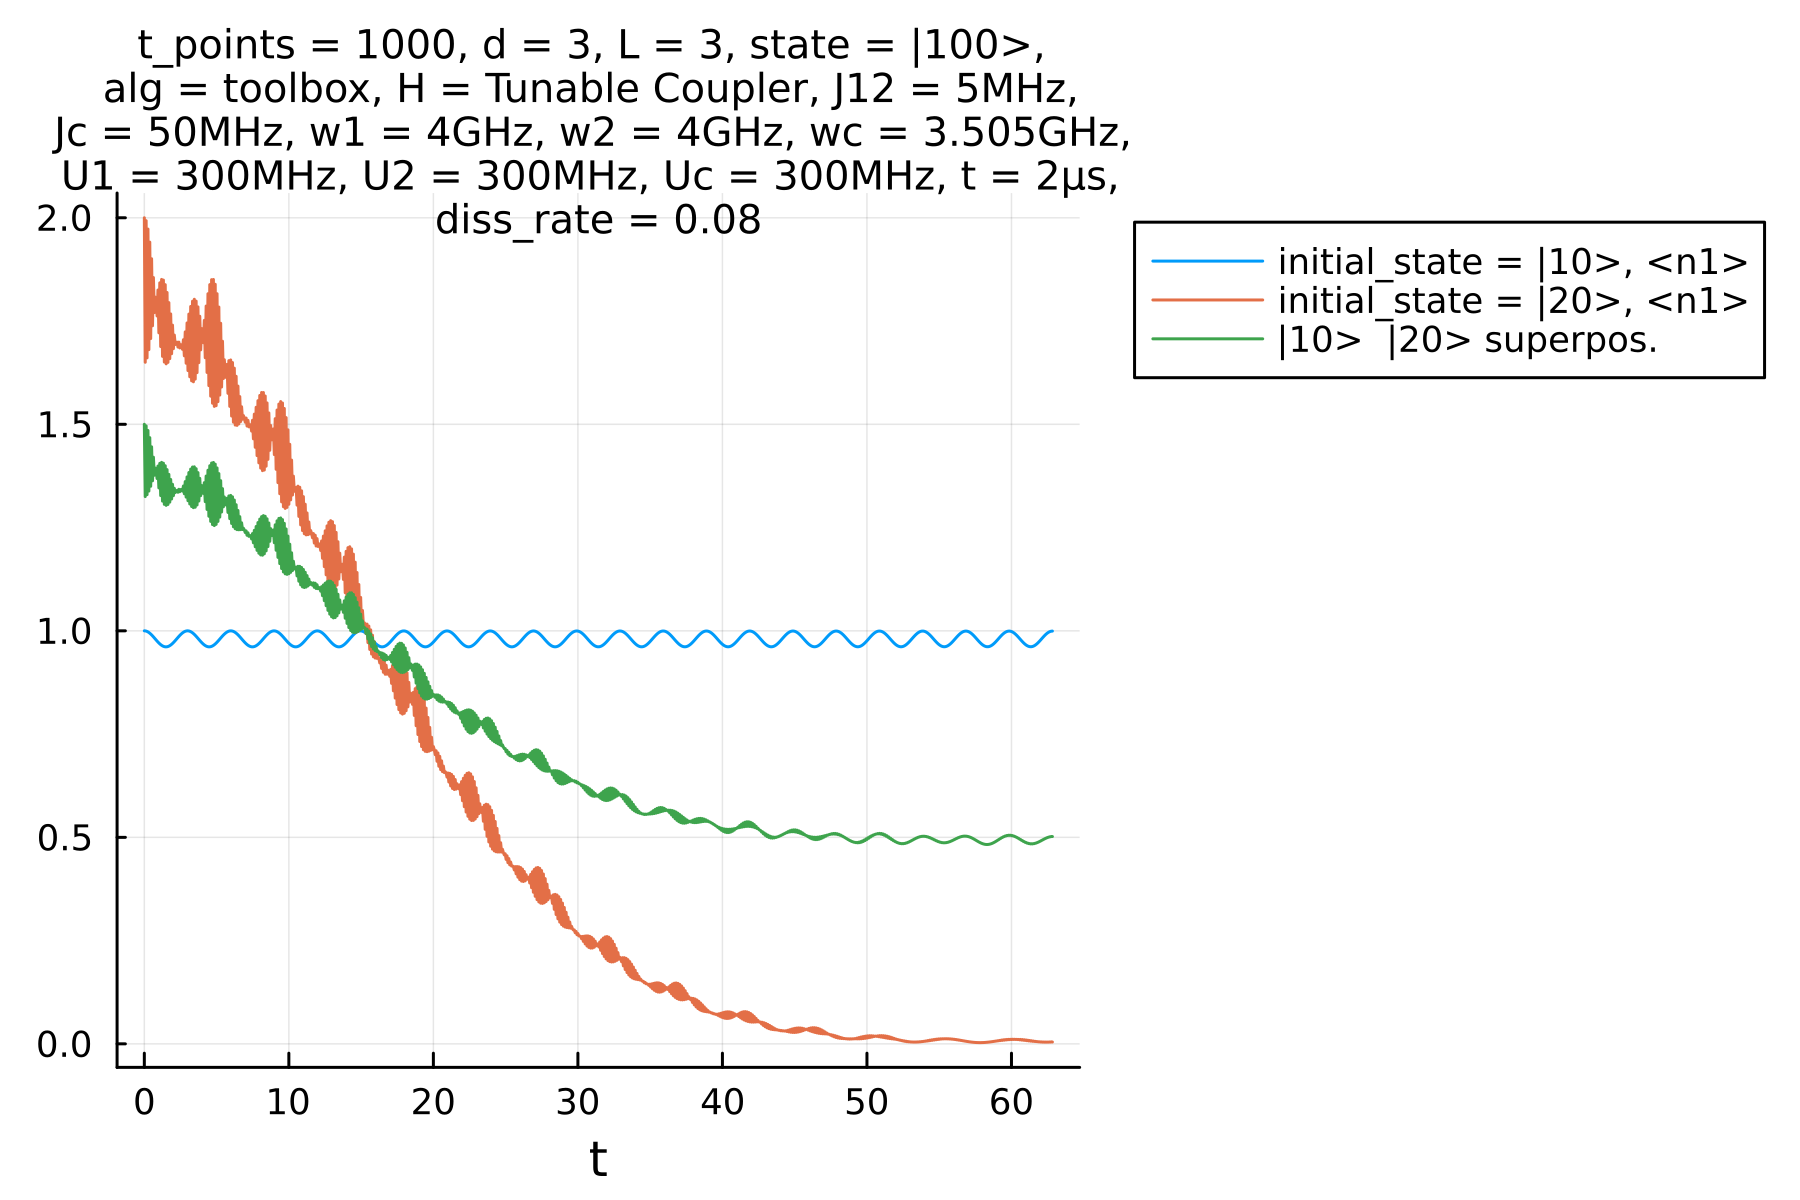 t_points = 1000, d = 3, L = 3, state = |100>,
alg = toolbox, H = Tunable Coupler, J12 = 5MHz,
Jc = 50MHz, w1 = 4GHz, w2 = 4GHz, wc = 3.505GHz,
U1 = 300MHz, U2 = 300MHz, Uc = 300MHz, t = 2μs,
diss_rate = 0.08
initial_state = |10>, <n1>
initial_state = |20>, <n1>
|10>  |20> superpos.
2.0
1.5
1.0
0.5
0.0
0 10 20 30 40 50 60
t